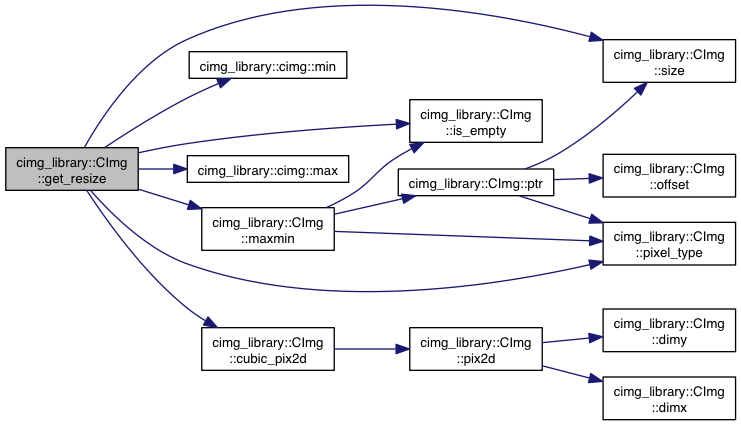 cimg_library::CImg
::get_resize
cimg_library::cimg::min
cimg_library::cimg::max
cimg_library::CImg
::maxmin
cimg_library::CImg
::cubic_pix2d
cimg_library::CImg
::is_empty
cimg_library::CImg::ptr
cimg_library::CImg
::pix2d
cimg_library::CImg
::size
cimg_library::CImg
::offset
cimg_library::CImg
::pixel_type
cimg_library::CImg
::dimy
cimg_library::CImg
::dimx